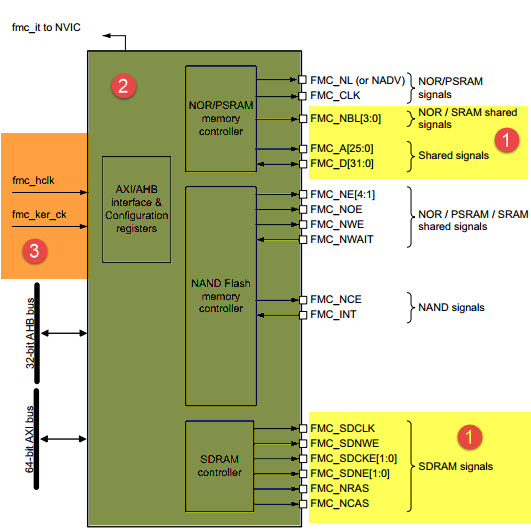 fmc_it to NVIC
2
NOR/PSRAM
memory
controller
FMC_NL (or NADV)
FMC_CLK
NOR/PSRAM
signals
FMC_NBL[3:0]
NOR / SRAM shared
signals
1
FMC_A[25:0]
FMC_D[31:0]
Shared signals
fmc_hclk
fmc_ker_ck
3
AXI/AHB
interface &
Configuration
registers
FMC_NE[4:1]
FMC_NOE
FMC_NWE
FMC_NWAIT
NOR / PSRAM / SRAM
shared signals
NAND Flash
memory
controller
FMC_NCE
FMC_INT
NAND signals
32-bit AHB bus
64-bit AXI bus
SDRAM
controller
FMC_SDCLK
FMC_SDNWE
FMC_SDCKE[1:0]
FMC_SDNE[1:0]
FMC_NRAS
FMC_NCAS
1
SDRAM signals